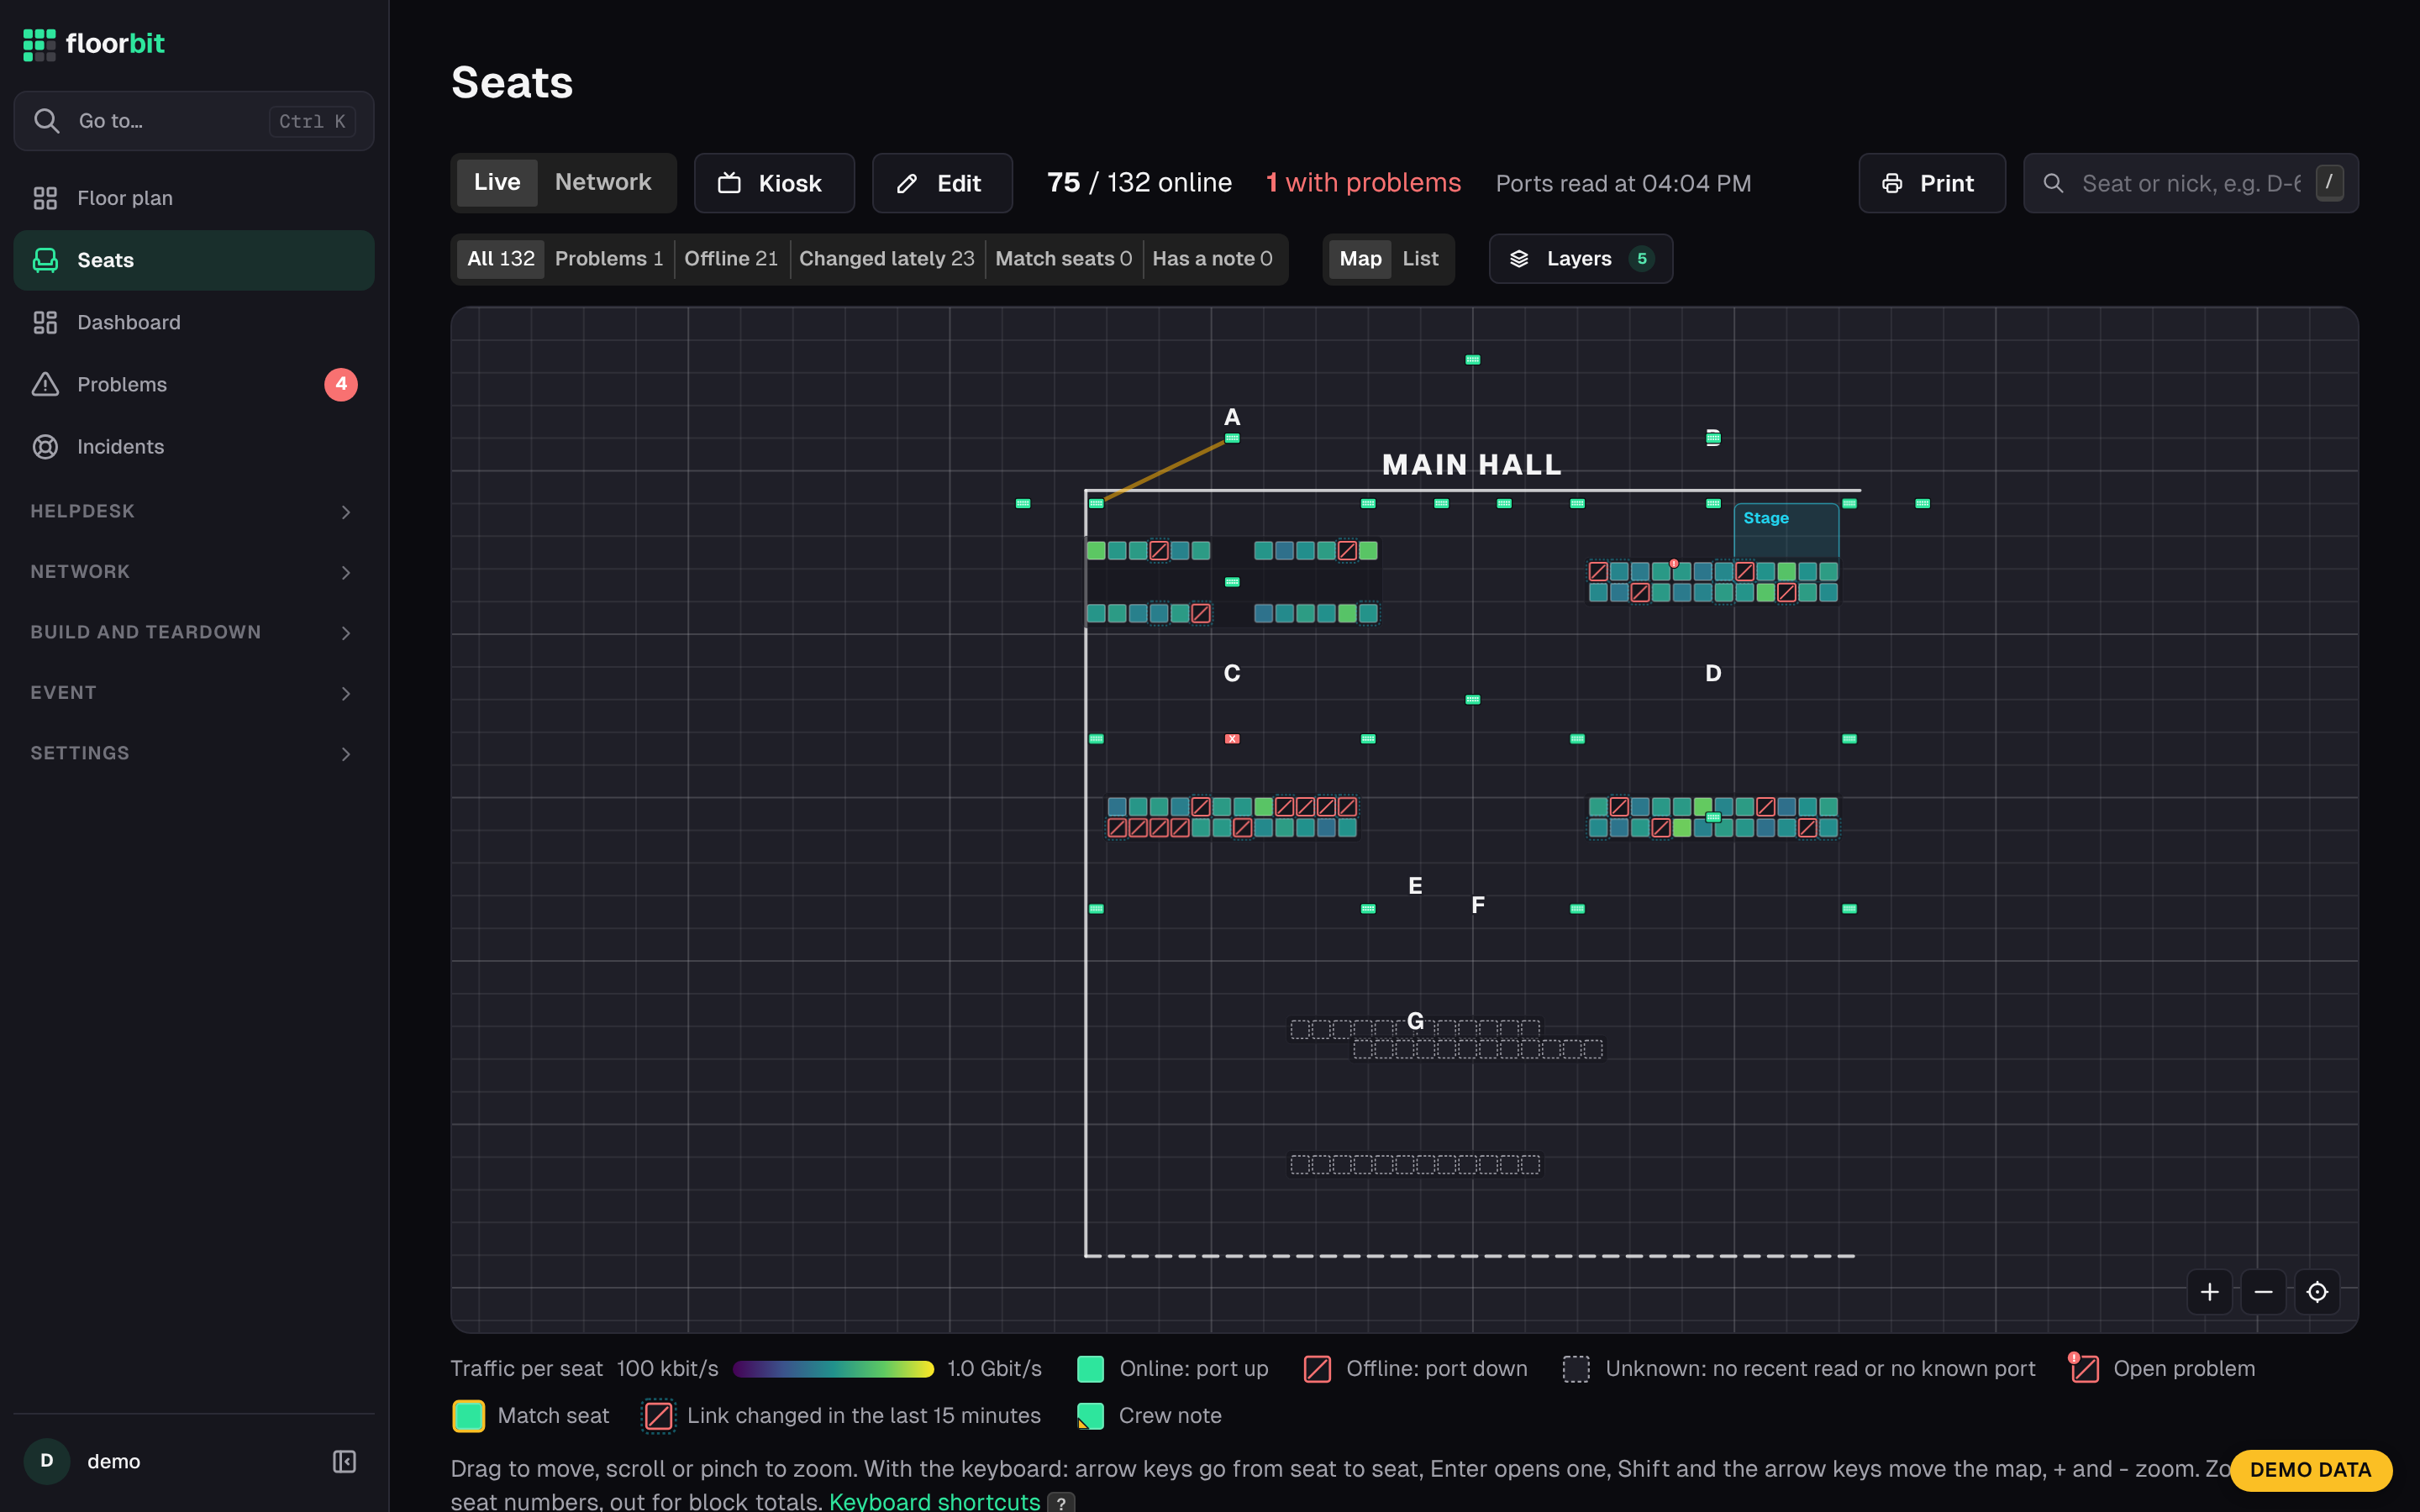 floorbit
Go to… Ctrl K
Floor plan
Seats
Dashboard
Problems 4
Incidents
HELPDESK
NETWORK
BUILD AND TEARDOWN
EVENT
SETTINGS
D demo
Seats
Live Network Kiosk Edit 75 / 132 online 1 with problems Ports read at 04:04 PM Print Seat or nick, e.g. D-6 /
All 132 Problems 1 Offline 21 Changed lately 23 Match seats 0 Has a note 0 Map List Layers 5
A
MAIN HALL
Stage
C D
E
F
G
Traffic per seat 100 kbit/s 1.0 Gbit/s Online: port up Offline: port down Unknown: no recent read or no known port Open problem
Match seat Link changed in the last 15 minutes Crew note
Drag to move, scroll or pinch to zoom. With the keyboard: arrow keys go from seat to seat, Enter opens one, Shift and the arrow keys move the map, + and - zoom.
DEMO DATA
seat numbers, out for block totals. Keyboard shortcuts ?